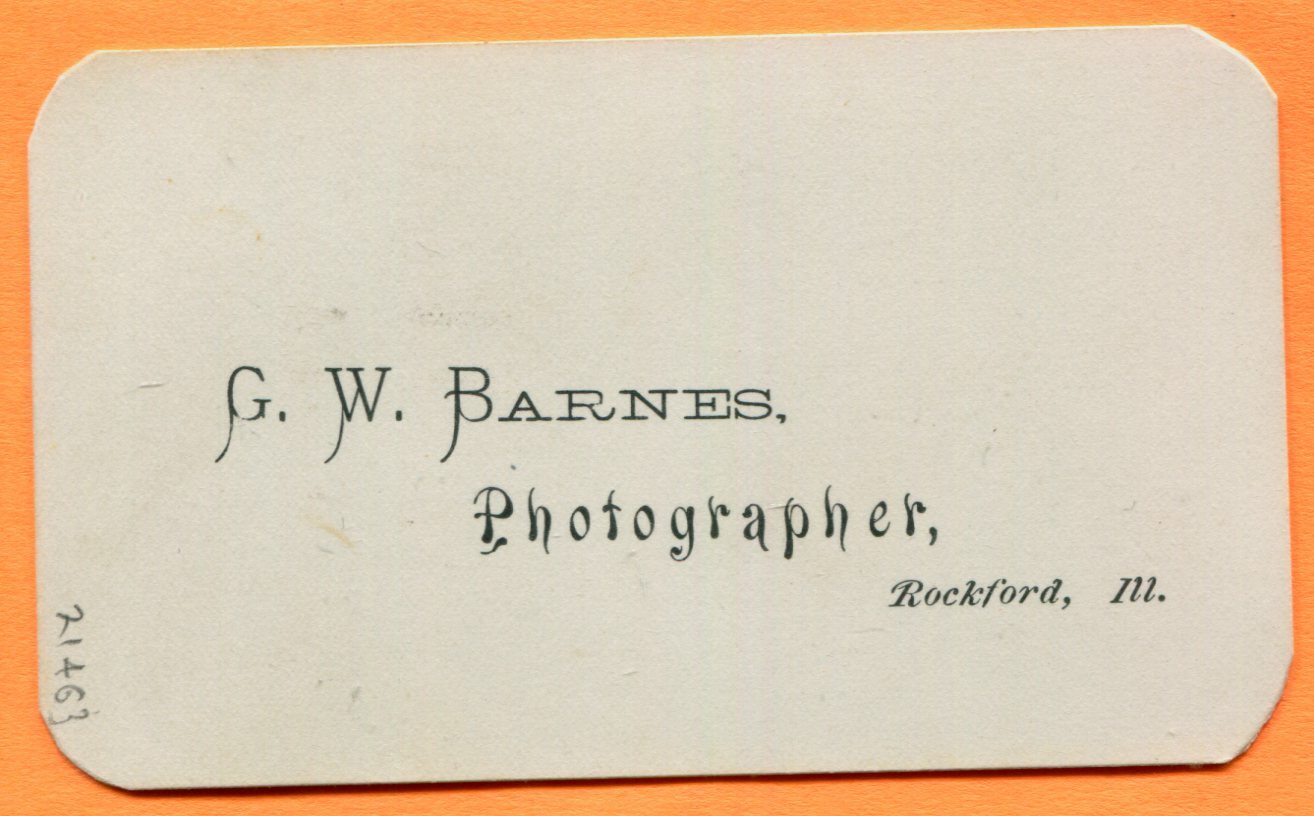 G. W. BARNES,
Photographer,
Rockford, Ill.
21463